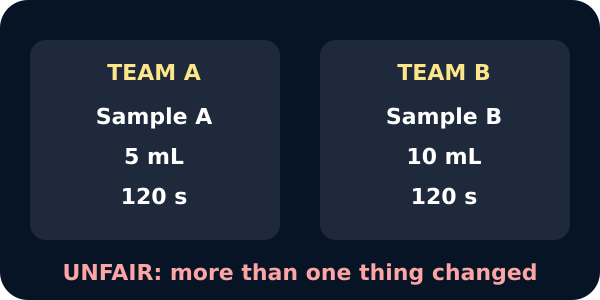 TEAM A
Sample A
5 mL
120 s
TEAM B
Sample B
10 mL
120 s
UNFAIR: more than one thing changed